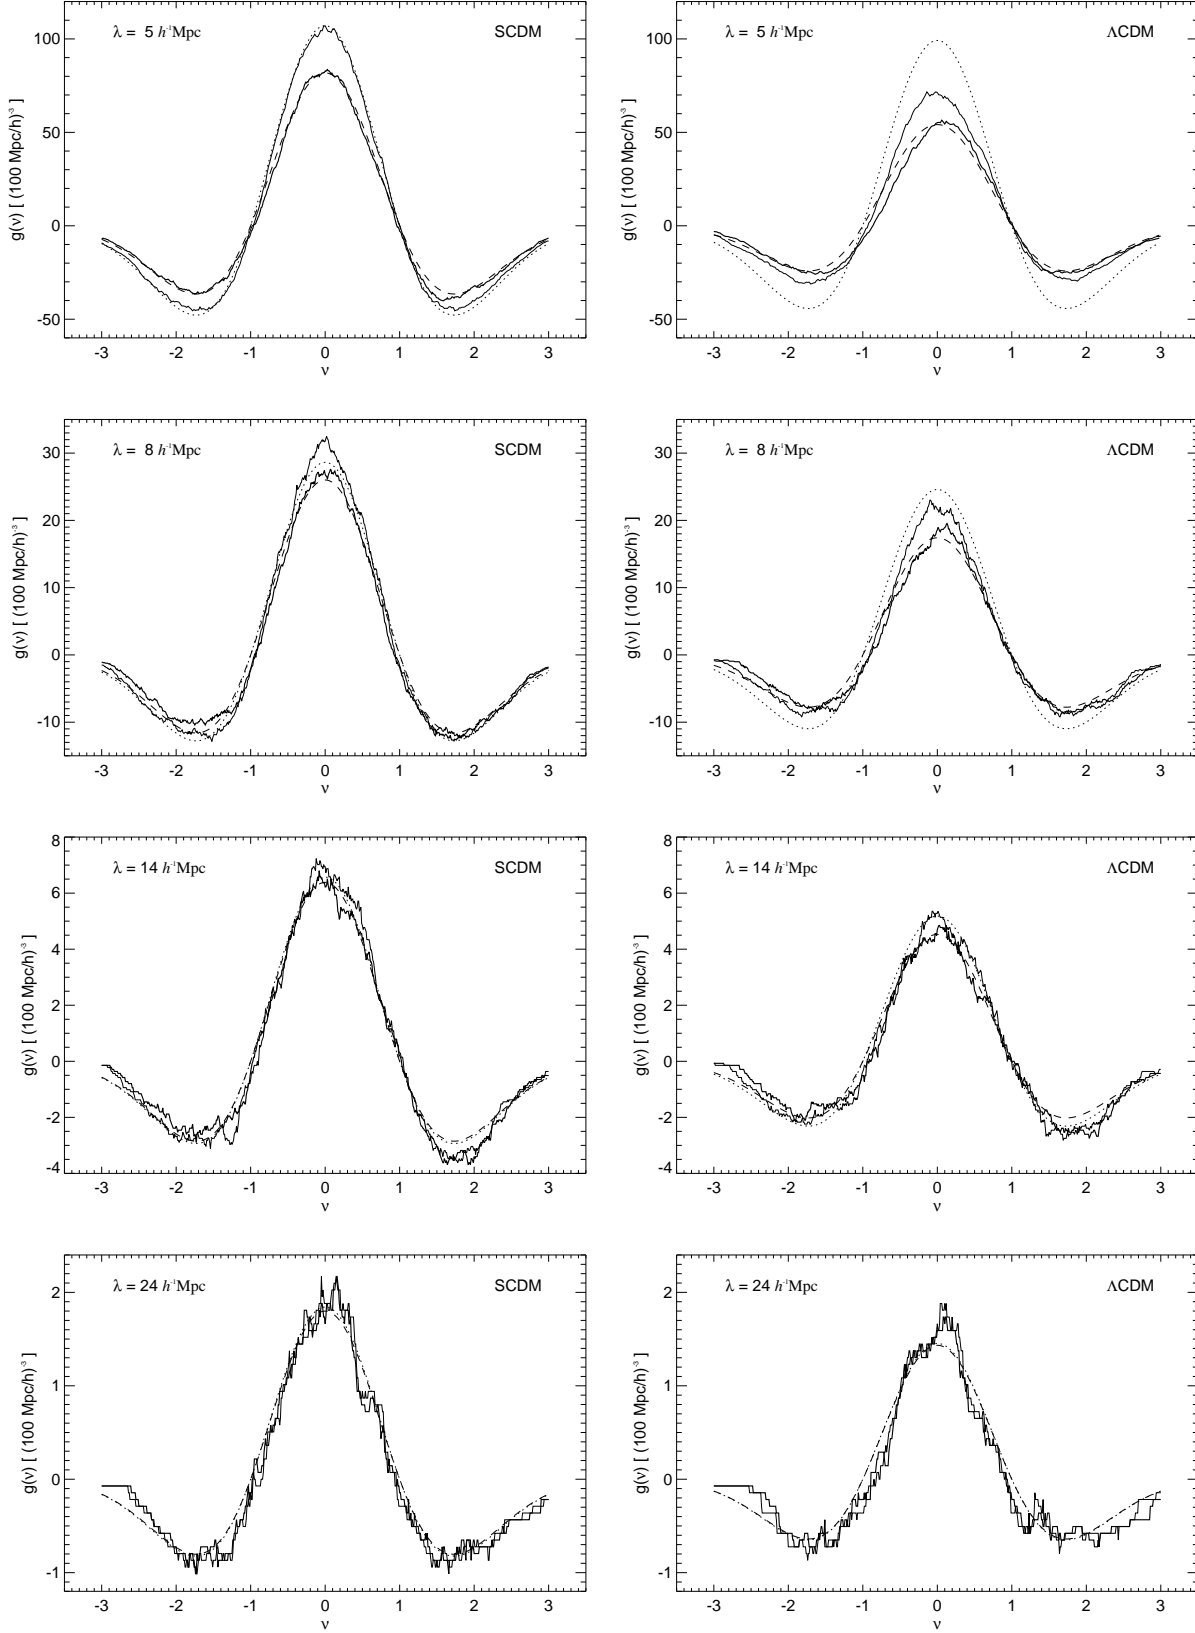 λ = 5 h⁻¹Mpc SCDM
100
50
0
-50
g(ν) [ (100 Mpc/h)⁻³ ]
-3 -2 -1 0 1 2 3
ν
λ = 5 h⁻¹Mpc ΛCDM
100
50
0
-50
g(ν) [ (100 Mpc/h)⁻³ ]
-3 -2 -1 0 1 2 3
ν
λ = 8 h⁻¹Mpc SCDM
30
20
10
0
-10
g(ν) [ (100 Mpc/h)⁻³ ]
-3 -2 -1 0 1 2 3
ν
λ = 8 h⁻¹Mpc ΛCDM
30
20
10
0
-10
g(ν) [ (100 Mpc/h)⁻³ ]
-3 -2 -1 0 1 2 3
ν
λ = 14 h⁻¹Mpc SCDM
8
6
4
2
0
-2
-4
g(ν) [ (100 Mpc/h)⁻³ ]
-3 -2 -1 0 1 2 3
ν
λ = 14 h⁻¹Mpc ΛCDM
8
6
4
2
0
-2
-4
g(ν) [ (100 Mpc/h)⁻³ ]
-3 -2 -1 0 1 2 3
ν
λ = 24 h⁻¹Mpc SCDM
2
1
0
-1
g(ν) [ (100 Mpc/h)⁻³ ]
-3 -2 -1 0 1 2 3
ν
λ = 24 h⁻¹Mpc ΛCDM
2
1
0
-1
g(ν) [ (100 Mpc/h)⁻³ ]
-3 -2 -1 0 1 2 3
ν